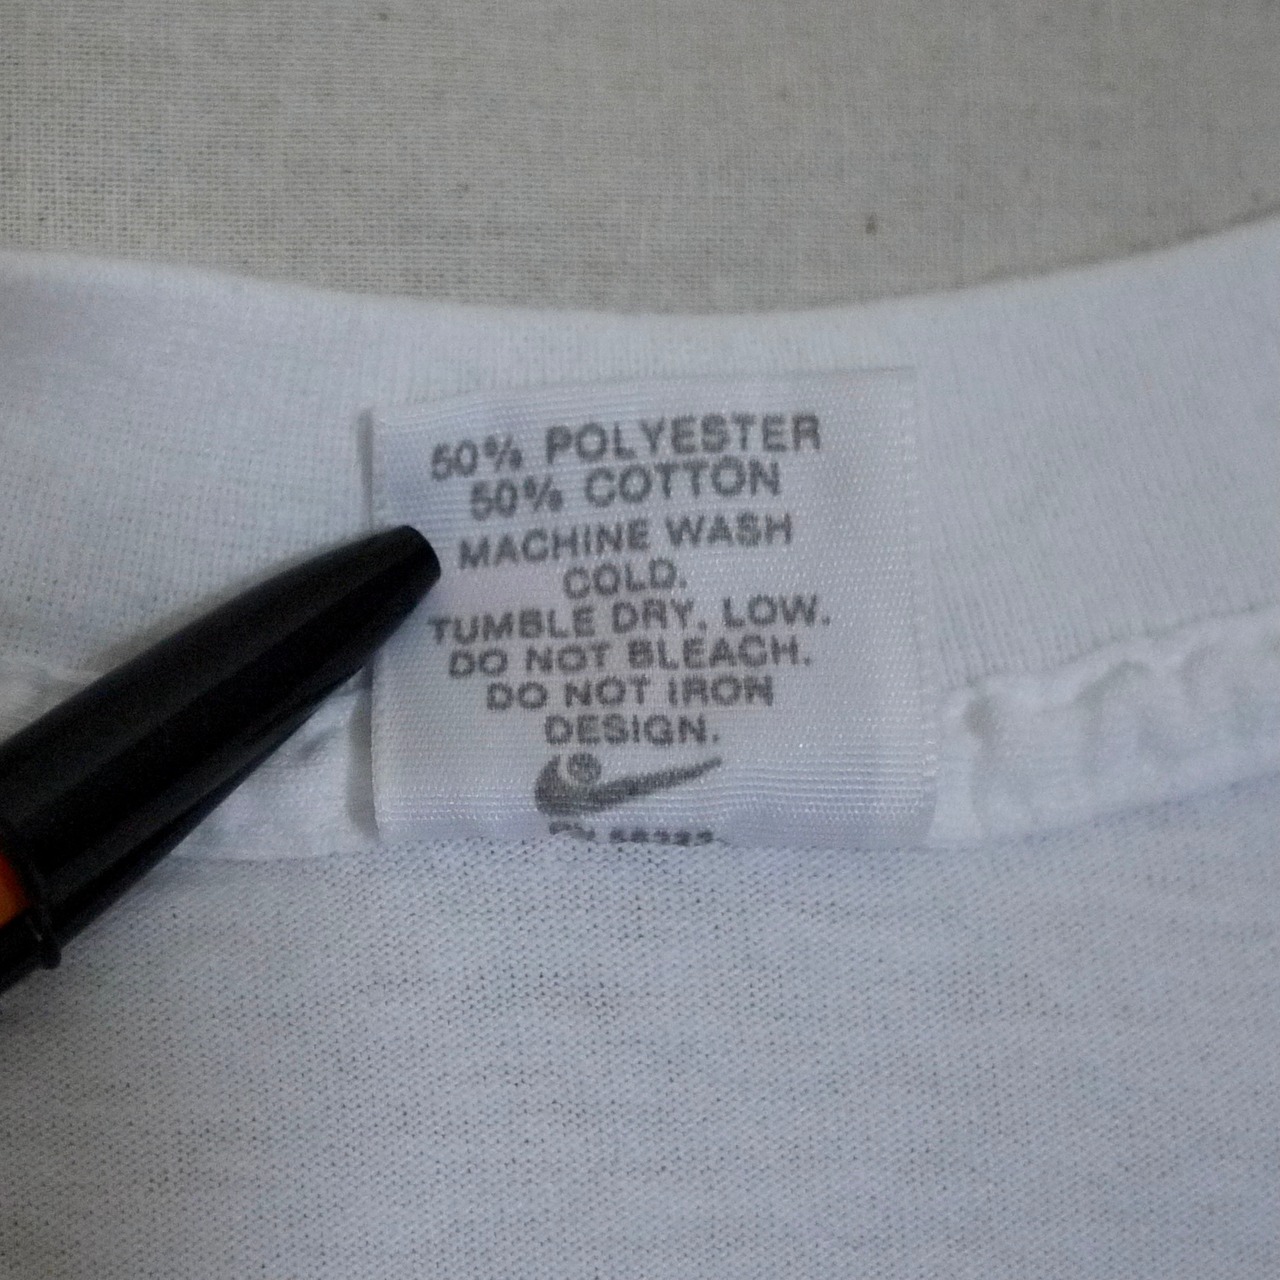 50% POLYESTER
50% COTTON
MACHINE WASH
COLD.
TUMBLE DRY, LOW.
DO NOT BLEACH.
DO NOT IRON
DESIGN.